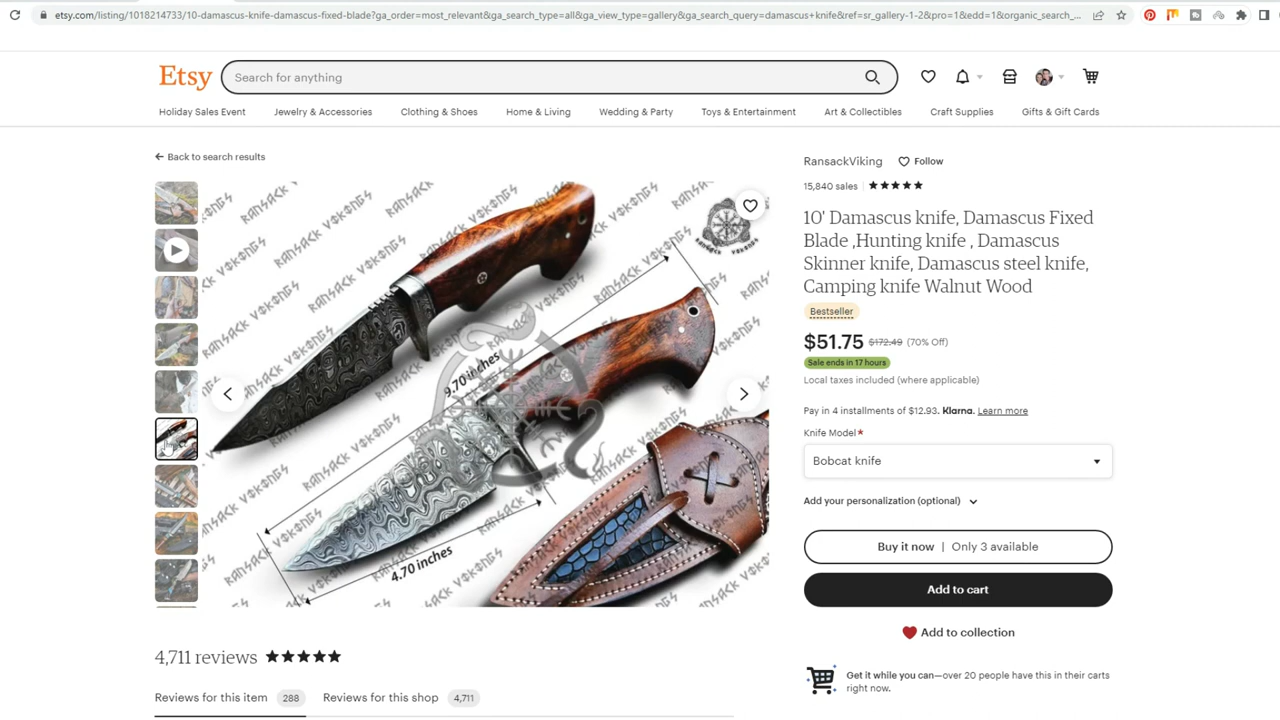 etsy.com/listing/1018214733/10-damascus-knife-damascus-fixed-blade?ga_order=most_relevant&ga_search_type=all&ga_view_type=gallery&ga_search_query=damascus+knife&ref=sr_gallery-1-2&pro=1&edd=1&organic_search_...
Etsy
Search for anything
Holiday Sales Event
Jewelry & Accessories
Clothing & Shoes
Home & Living
Wedding & Party
Toys & Entertainment
Art & Collectibles
Craft Supplies
Gifts & Gift Cards
Back to search results
RANSACK VIKINGS
9.70 inches
4.70 inches
RansackViking
Follow
15,840 sales
10' Damascus knife, Damascus Fixed
Blade ,Hunting knife , Damascus
Skinner knife, Damascus steel knife,
Camping knife Walnut Wood
Bestseller
$51.75 $172.49 (70% Off)
Sale ends in 17 hours
Local taxes included (where applicable)
Pay in 4 installments of $12.93. Klarna. Learn more
Knife Model*
Bobcat knife
Add your personalization (optional)
Buy it now | Only 3 available
Add to cart
Add to collection
Get it while you can—over 20 people have this in their carts
right now.
4,711 reviews
Reviews for this item 288
Reviews for this shop 4,711